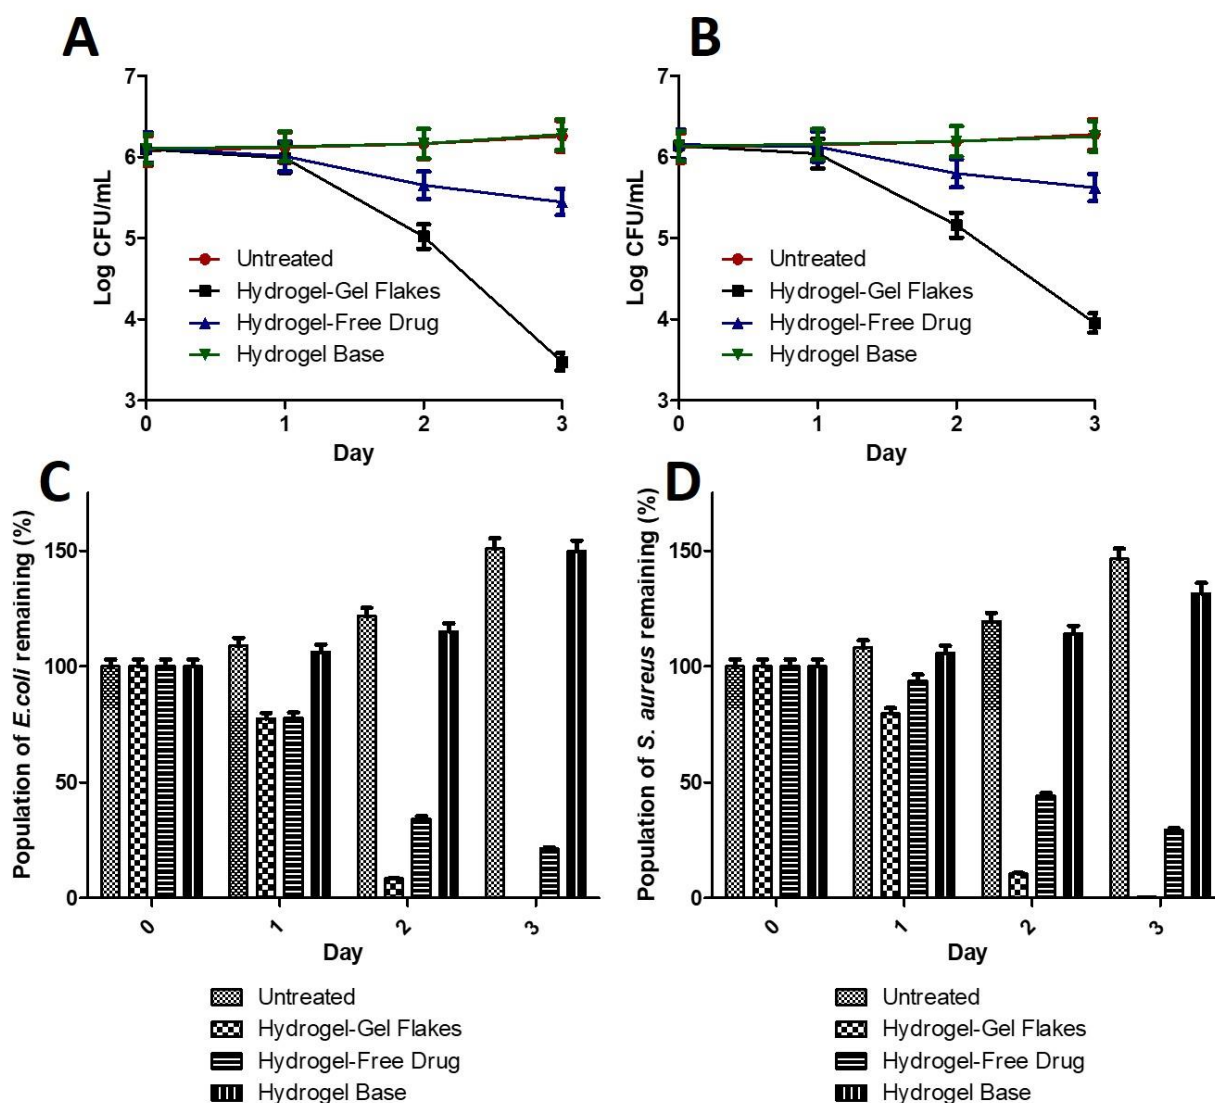 A
Log CFU/mL
7
6
5
4
3
Untreated
Hydrogel-Gel Flakes
Hydrogel-Free Drug
Hydrogel Base
0 1 2 3
Day
B
Log CFU/mL
7
6
5
4
3
Untreated
Hydrogel-Gel Flakes
Hydrogel-Free Drug
Hydrogel Base
0 1 2 3
Day
C
Population of E.coli remaining (%)
150
100
50
0
0 1 2 3
Day
Untreated
Hydrogel-Gel Flakes
Hydrogel-Free Drug
Hydrogel Base
D
Population of S. aureus remaining (%)
150
100
50
0
0 1 2 3
Day
Untreated
Hydrogel-Gel Flakes
Hydrogel-Free Drug
Hydrogel Base